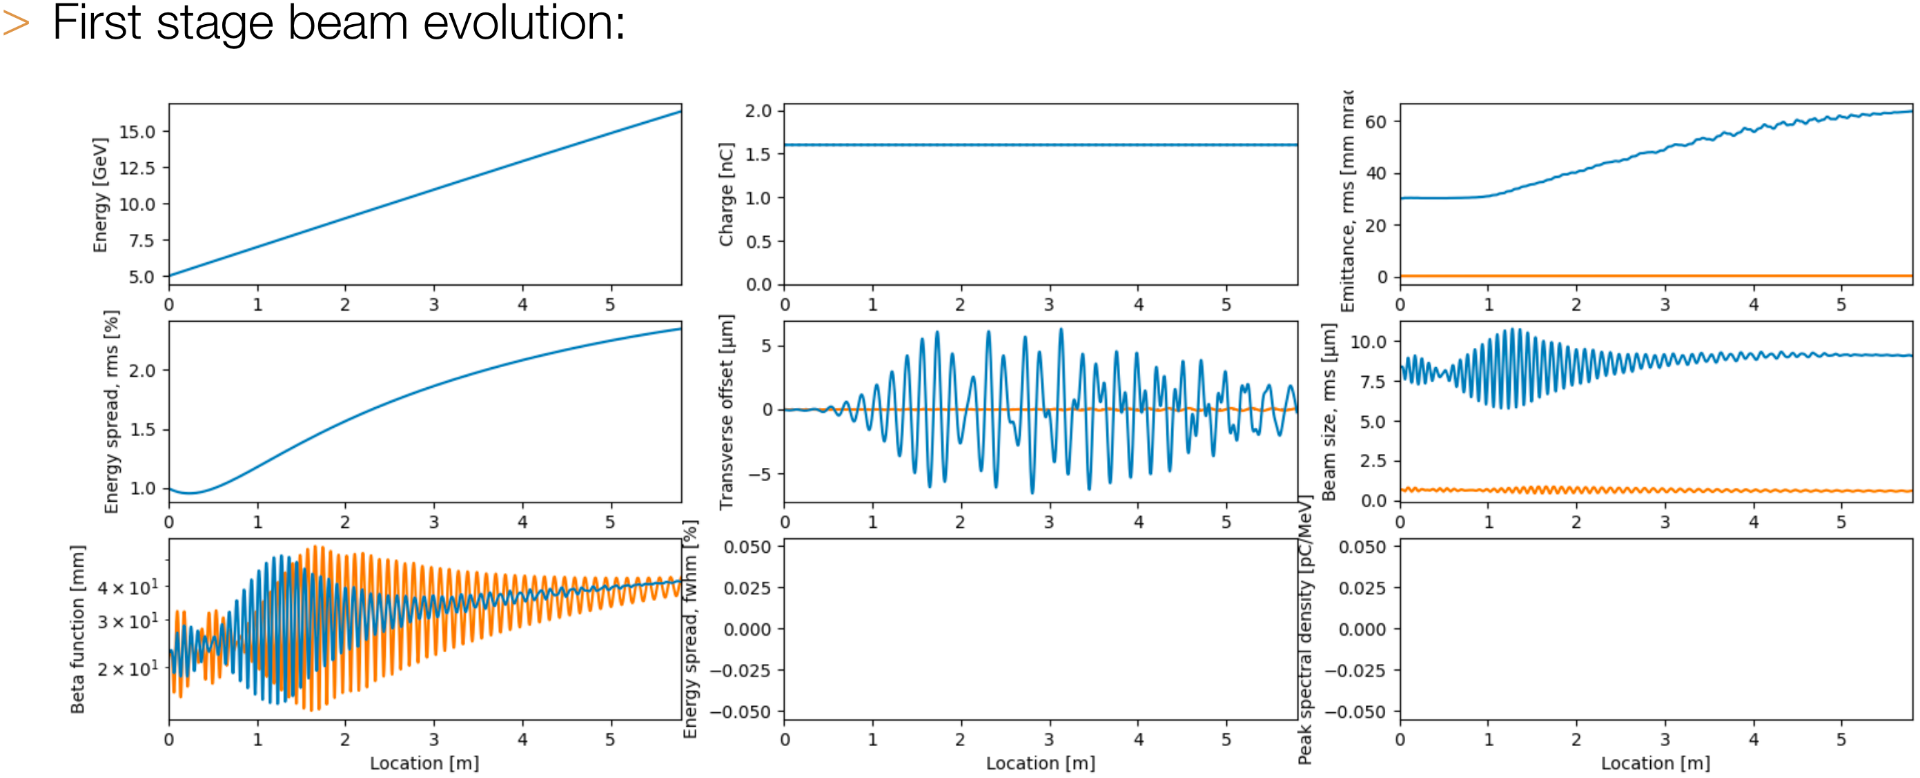 > First stage beam evolution:
Energy [GeV]
15.0
12.5
10.0
7.5
5.0
0 1 2 3 4 5
Charge [nC]
2.0
1.5
1.0
0.5
0.0
0 1 2 3 4 5
Emittance, rms [mm mrad
60
40
20
0
0 1 2 3 4 5
Energy spread, rms [%]
2.0
1.5
1.0
0 1 2 3 4 5
Transverse offset [µm]
5
0
−5
0 1 2 3 4 5
Beam size, rms [µm]
10.0
7.5
5.0
2.5
0.0
0 1 2 3 4 5
Beta function [mm]
4 × 10¹
3 × 10¹
2 × 10¹
0 1 2 3 4 5
Location [m]
Energy spread, fwhm [%]
0.050
0.025
0.000
−0.025
−0.050
0 1 2 3 4 5
Location [m]
Peak spectral density [pC/MeV]
0.050
0.025
0.000
−0.025
−0.050
0 1 2 3 4 5
Location [m]